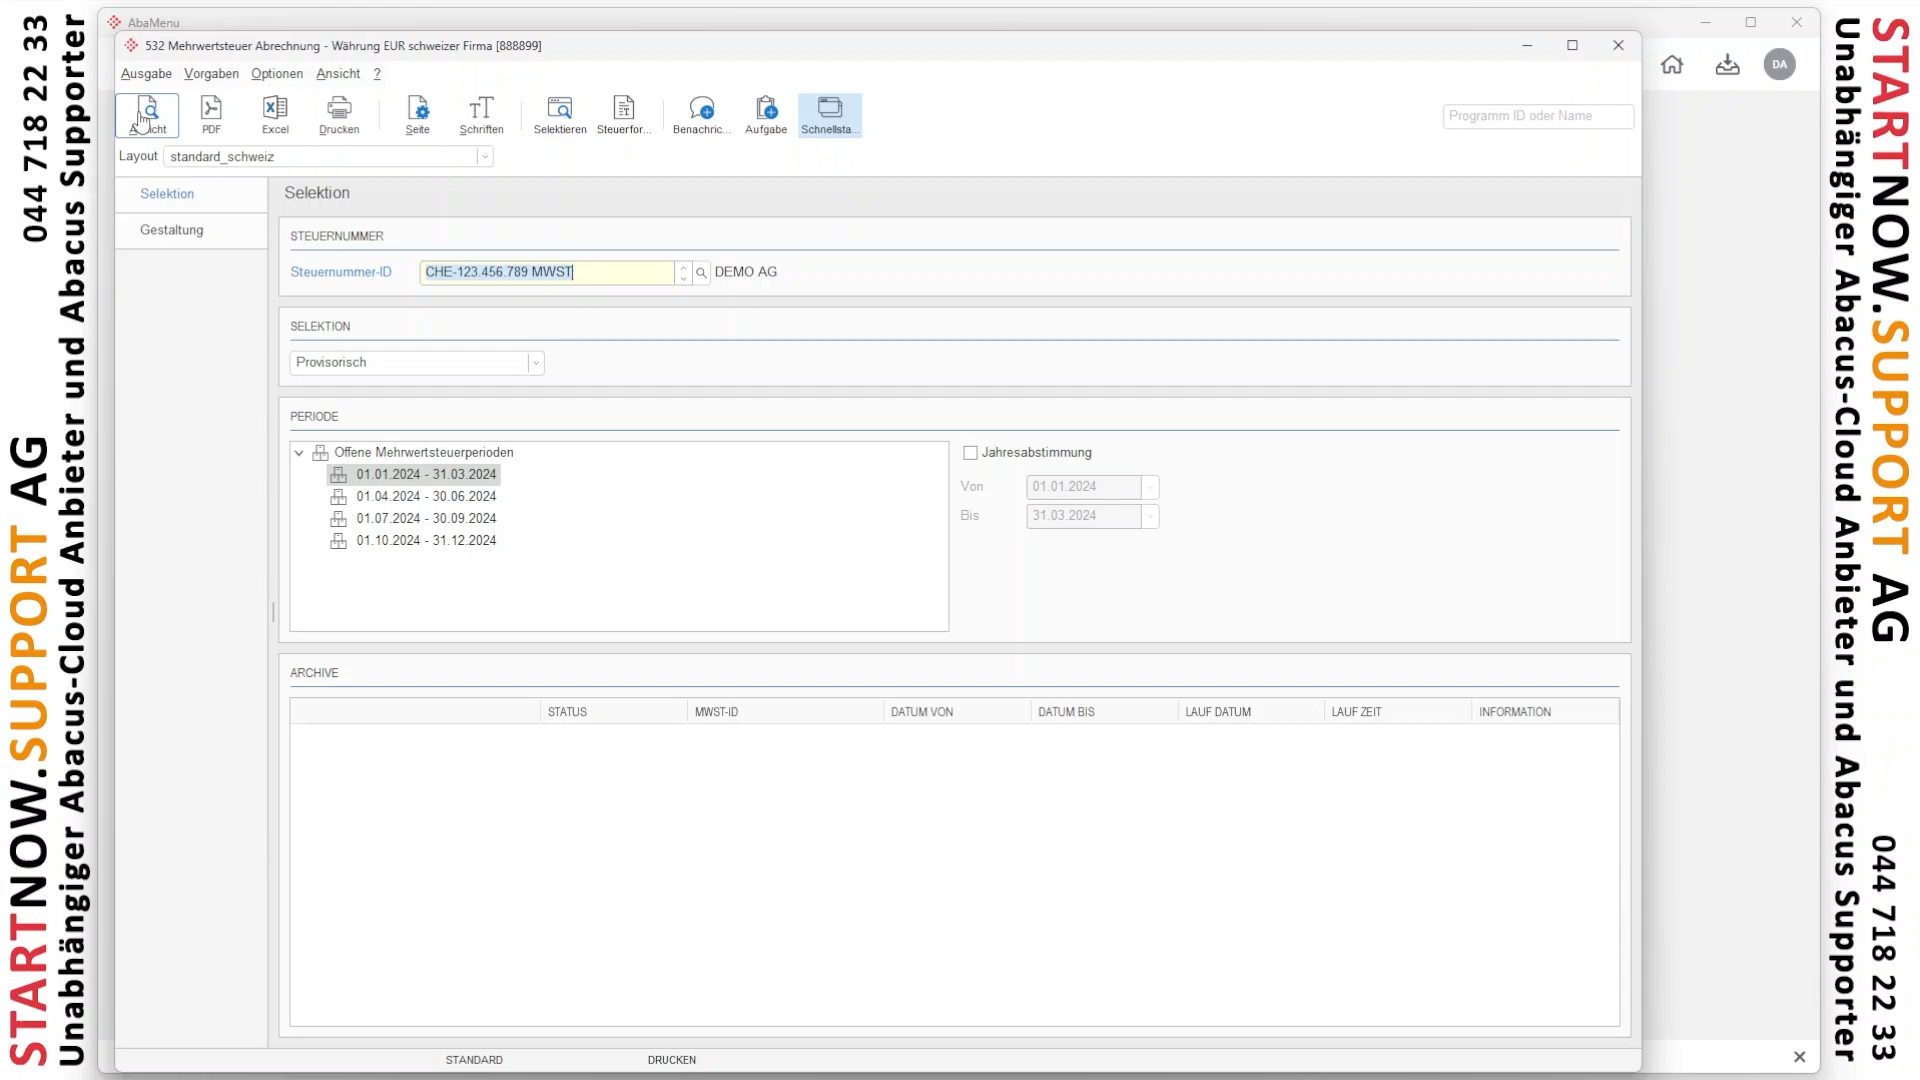 AbaMenu
532 Mehrwertsteuer Abrechnung - Währung EUR schweizer Firma [888899]
Ausgabe Vorgaben Optionen Ansicht ?
DA
PDF Excel Drucken Seite Schriften Selektieren Steuerfor... Benachric... Aufgabe Schnellsta...
Programm ID oder Name
Layout standard_schweiz
Selektion
Gestaltung
Selektion
STEUERNUMMER
Steuernummer-ID CHE-123.456.789 MWST DEMO AG
SELEKTION
Provisorisch
PERIODE
Offene Mehrwertsteuerperioden
01.01.2024 - 31.03.2024
01.04.2024 - 30.06.2024
01.07.2024 - 30.09.2024
01.10.2024 - 31.12.2024
Jahresabstimmung
Von 01.01.2024
Bis 31.03.2024
ARCHIVE
STATUS MWST-ID DATUM VON DATUM BIS LAUF DATUM LAUF ZEIT INFORMATION
STANDARD DRUCKEN
STARTNOW.SUPPORT AG 044 718 22 33
Unabhängiger Abacus-Cloud Anbieter und Abacus Supporter
STARTNOW.SUPPORT AG 044 718 22 33
Unabhängiger Abacus-Cloud Anbieter und Abacus Supporter